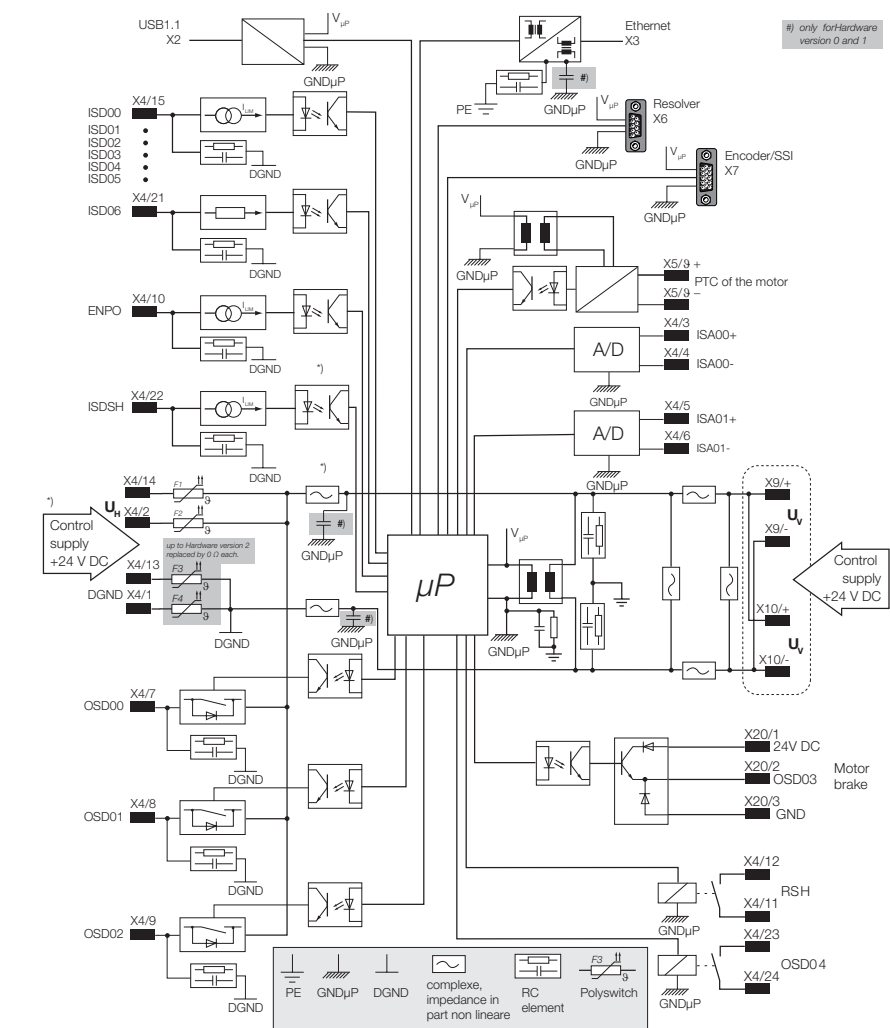 USB1.1
X2
VµP
GNDµP
Ethernet
X3
#) only forHardware
version 0 and 1
#)
PE
GNDµP
VµP
Resolver
X6
GNDµP
VµP
Encoder/SSI
X7
GNDµP
X4/15
ISD00
ILIM
DGND
ISD01
ISD02
ISD03
ISD04
ISD05
X4/21
ISD06
DGND
VµP
GNDµP
X5/ϑ +
PTC of the motor
X5/ϑ −
X4/10
ENPO
ILIM
DGND
X4/3
ISA00+
A/D
X4/4
ISA00-
GNDµP
*)
X4/22
ISDSH
ILIM
DGND
X4/5
ISA01+
A/D
X4/6
ISA01-
GNDµP
*)
X4/14
F1
ϑ
*)
UH
X4/2
F2
ϑ
Control
supply
+24 V DC
#)
GNDµP
up to Hardware version 2
replaced by 0 Ω each.
X4/13
F3
ϑ
DGND
X4/1
F4
ϑ
DGND
#)
GNDµP
µP
VµP
GNDµP
X9/+
UV
X9/-
Control
supply
+24 V DC
X10/+
UV
X10/-
X4/7
OSD00
DGND
X4/8
OSD01
DGND
X4/9
OSD02
DGND
X20/1
24V DC
X20/2
OSD03
Motor
brake
X20/3
GND
X4/12
RSH
X4/11
GNDµP
X4/23
OSD04
X4/24
GNDµP
PE
GNDµP
DGND
complexe,
impedance in
part non lineare
RC
element
F3
ϑ
Polyswitch